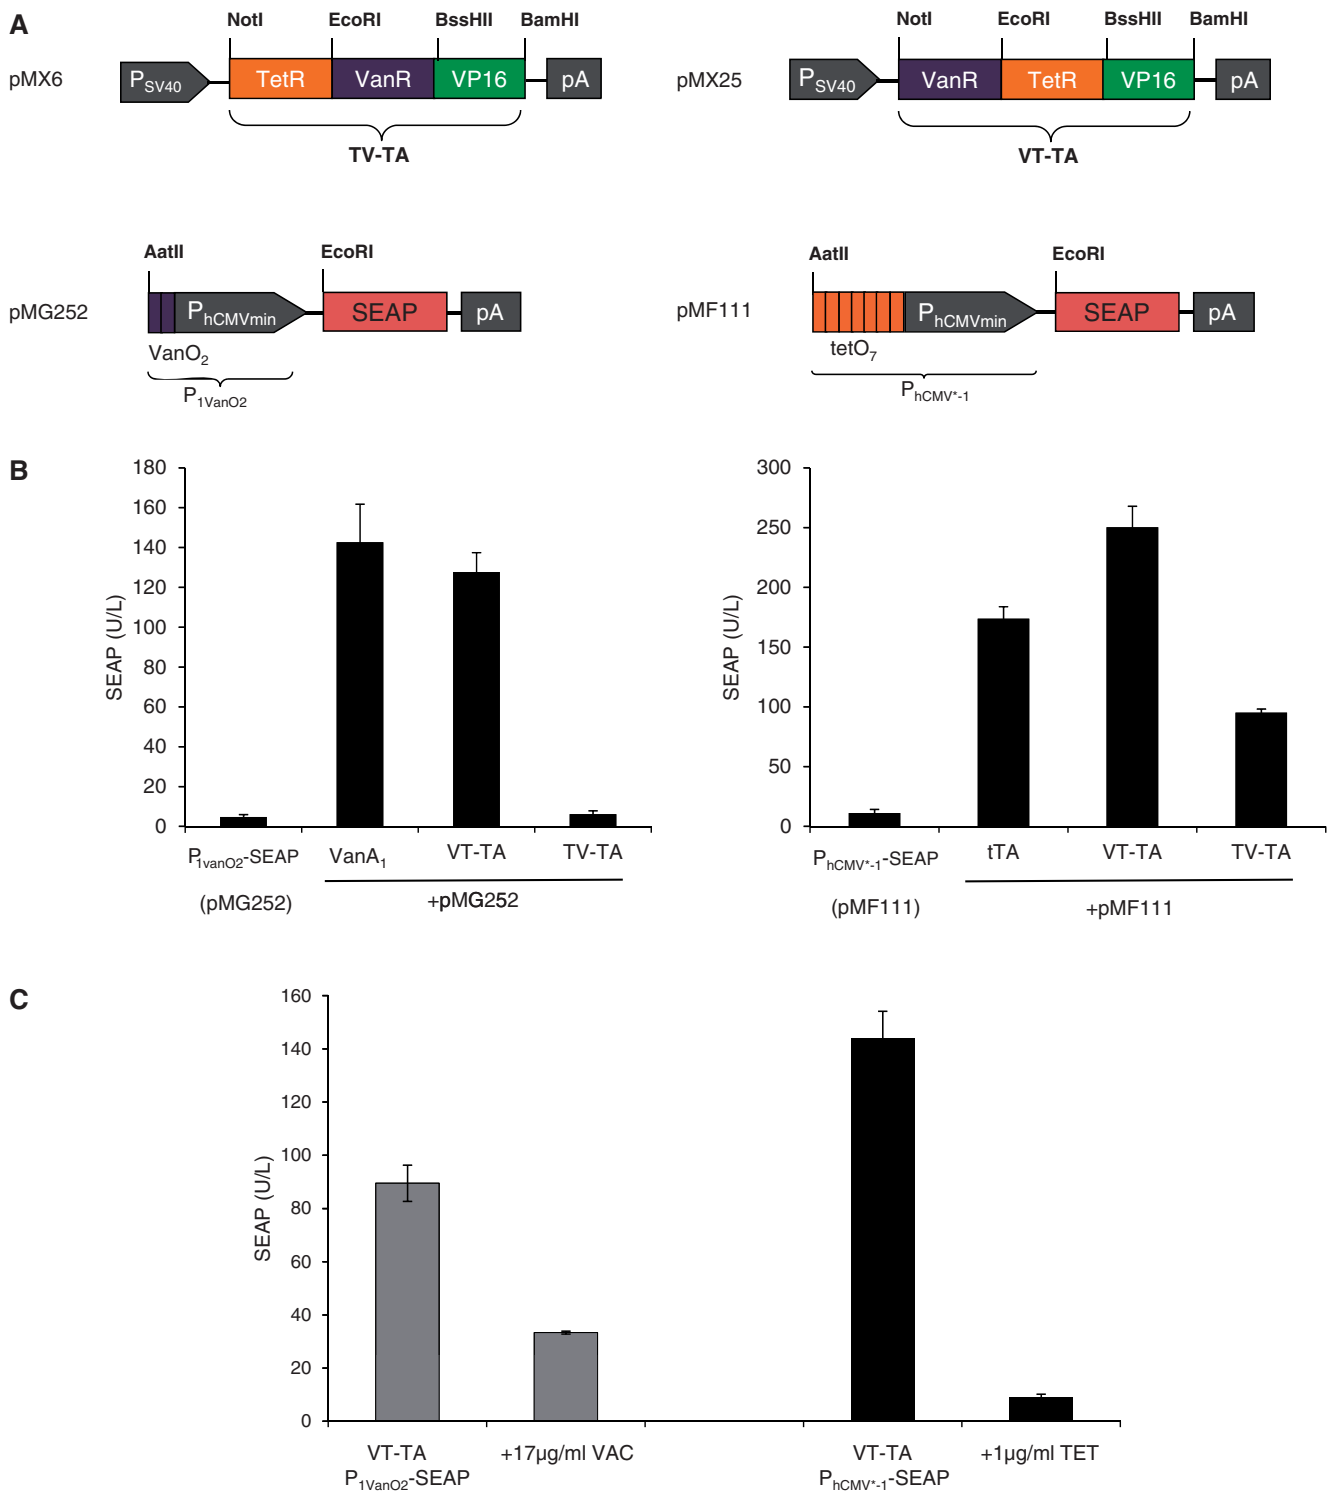 A
NotI EcoRI BssHII BamHI
pMX6 PSV40 TetR VanR VP16 pA
TV-TA
NotI EcoRI BssHII BamHI
pMX25 PSV40 VanR TetR VP16 pA
VT-TA
AatII EcoRI
pMG252 PhCMVmin SEAP pA
VanO2
P1VanO2
AatII EcoRI
pMF111 PhCMVmin SEAP pA
tetO7
PhCMV*-1
B
SEAP (U/L)
180
160
140
120
100
80
60
40
20
0
P1vanO2-SEAP VanA1 VT-TA TV-TA
(pMG252) +pMG252
SEAP (U/L)
300
250
200
150
100
50
0
PhCMV*-1-SEAP tTA VT-TA TV-TA
(pMF111) +pMF111
C
SEAP (U/L)
160
140
120
100
80
60
40
20
0
VT-TA +17µg/ml VAC VT-TA +1µg/ml TET
P1VanO2-SEAP PhCMV*-1-SEAP